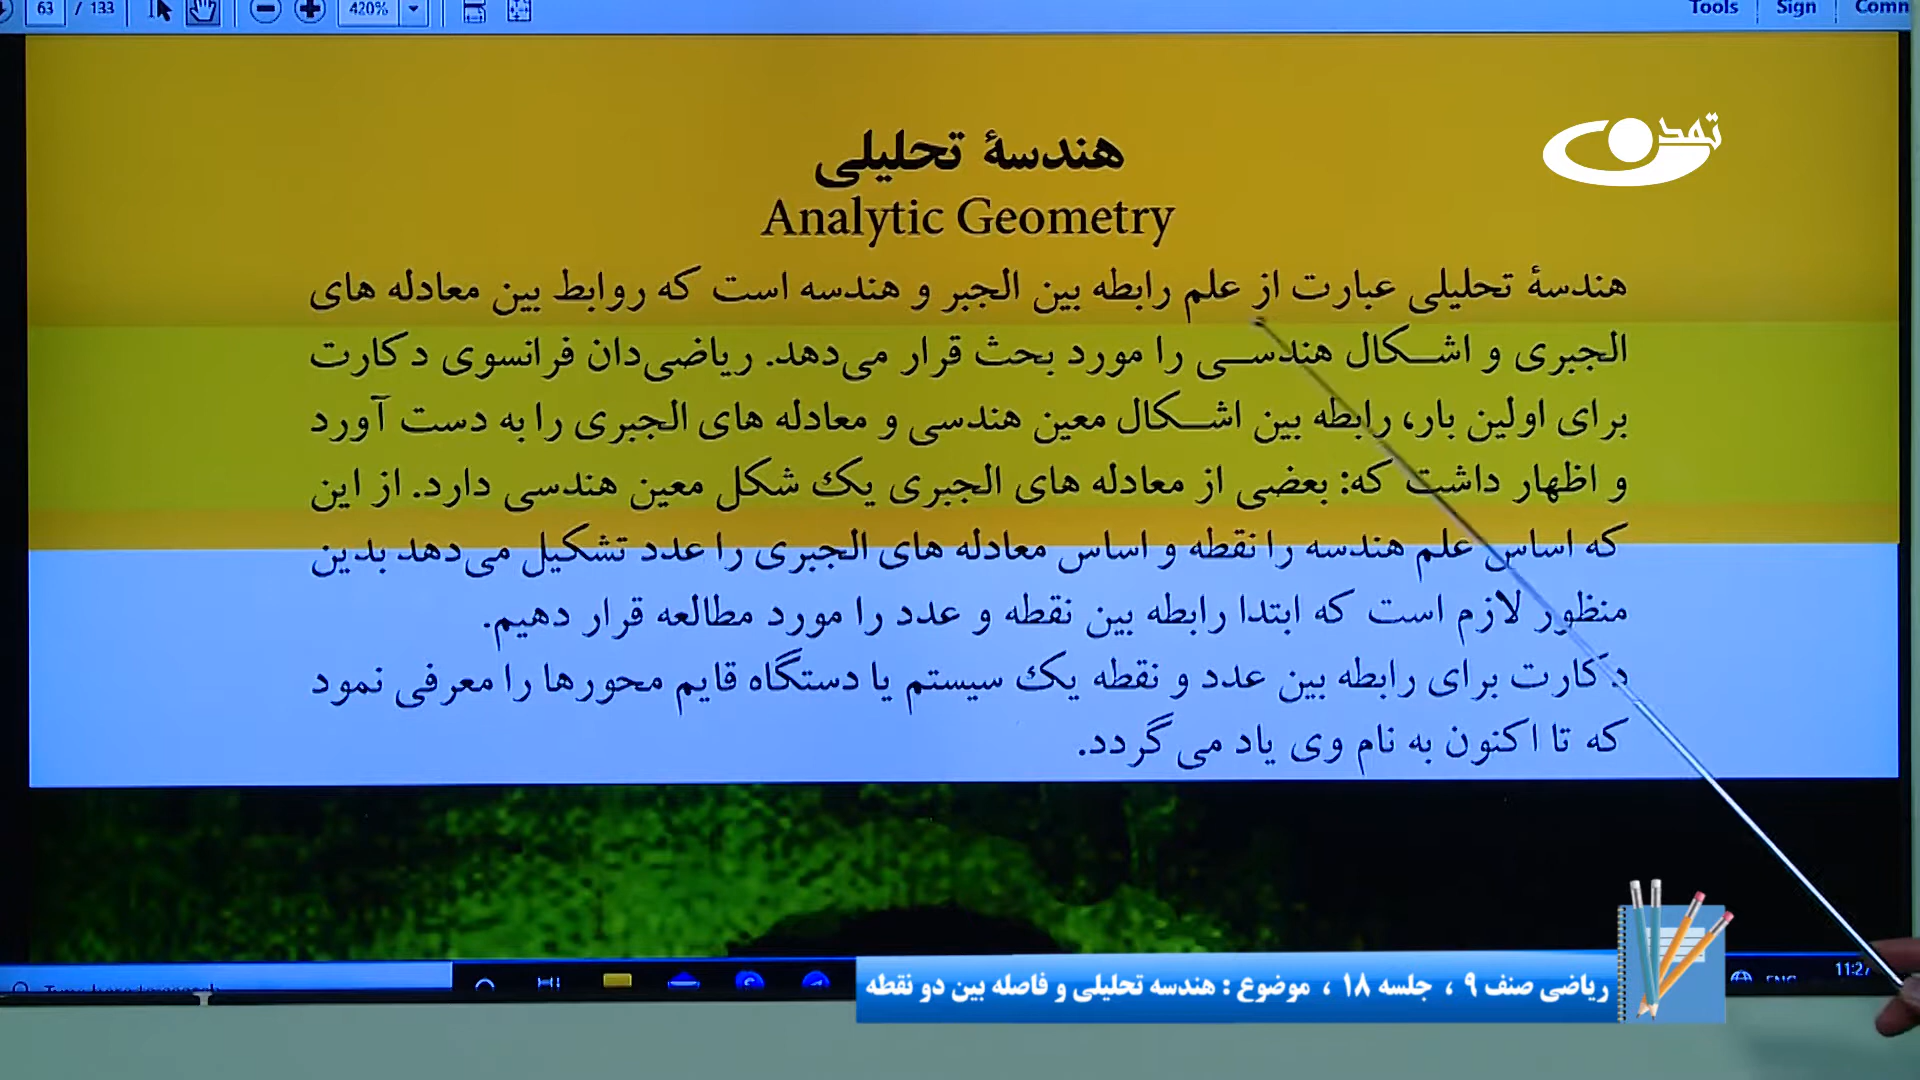 63 / 133
420%
Tools
Sign
Comm
تمدن
هندسهٔ تحلیلی
Analytic Geometry
هندسهٔ تحلیلی عبارت از علم رابطه بین الجبر و هندسه است که روابط بین معادله های
الجبری و اشکال هندسی را مورد بحث قرار می‌دهد. ریاضی‌دان فرانسوی دکارت
برای اولین بار، رابطه بین اشکال معین هندسی و معادله های الجبری را به دست آورد
و اظهار داشت که: بعضی از معادله های الجبری یک شکل معین هندسی دارد. از این
که اساس علم هندسه را نقطه و اساس معادله های الجبری را عدد تشکیل می‌دهد بدین
منظور لازم است که ابتدا رابطه بین نقطه و عدد را مورد مطالعه قرار دهیم.
دکارت برای رابطه بین عدد و نقطه یک سیستم یا دستگاه قایم محورها را معرفی نمود
که تا اکنون به نام وی یاد می گردد.
11:27
ریاضی صنف ۹ ، جلسه ۱۸ ، موضوع : هندسه تحلیلی و فاصله بین دو نقطه